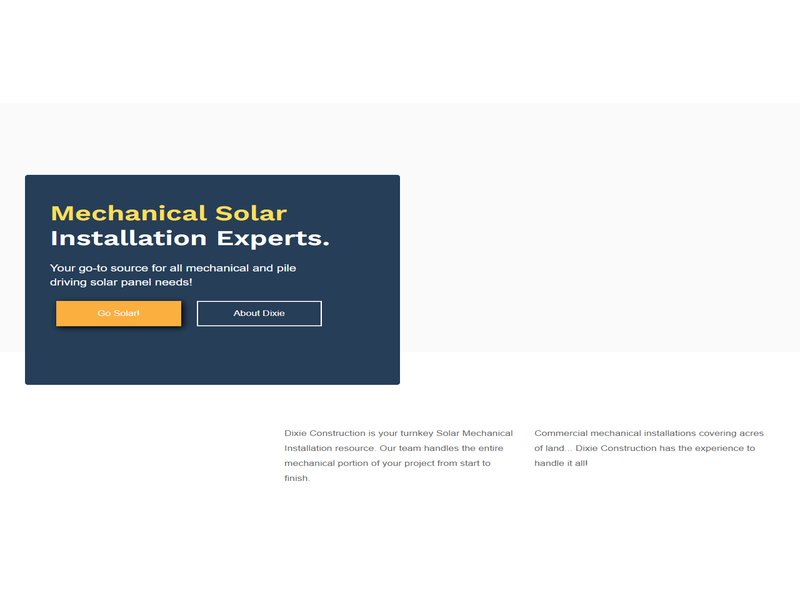 Mechanical Solar
Installation Experts.
Your go-to source for all mechanical and pile
driving solar panel needs!
Go Solar!
About Dixie
Dixie Construction is your turnkey Solar Mechanical
Installation resource. Our team handles the entire
mechanical portion of your project from start to
finish.
Commercial mechanical installations covering acres
of land... Dixie Construction has the experience to
handle it all!